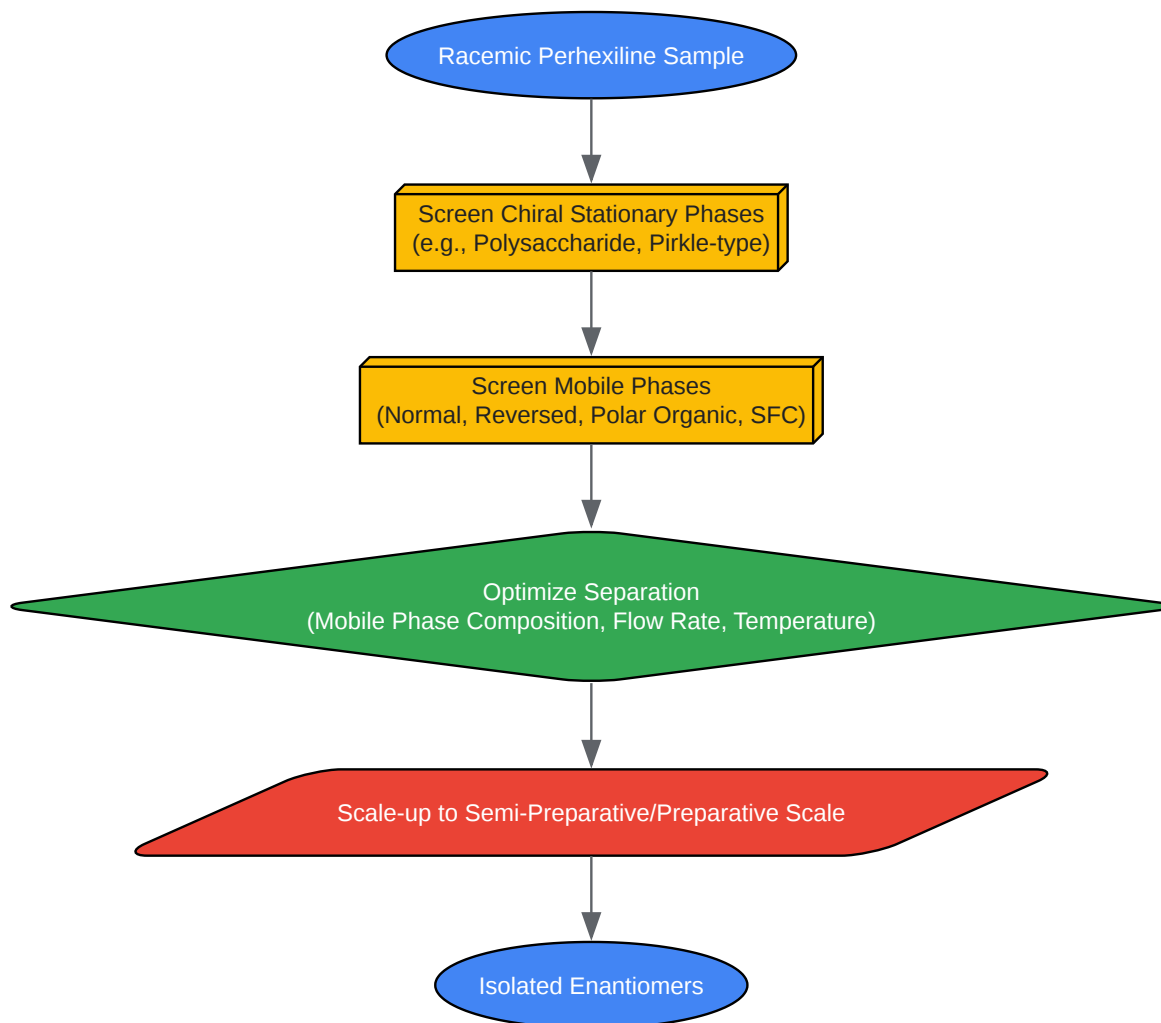 Racemic Perhexiline Sample
Screen Chiral Stationary Phases
(e.g., Polysaccharide, Pirkle-type)
Screen Mobile Phases
(Normal, Reversed, Polar Organic, SFC)
Optimize Separation
(Mobile Phase Composition, Flow Rate, Temperature)
Scale-up to Semi-Preparative/Preparative Scale
Isolated Enantiomers